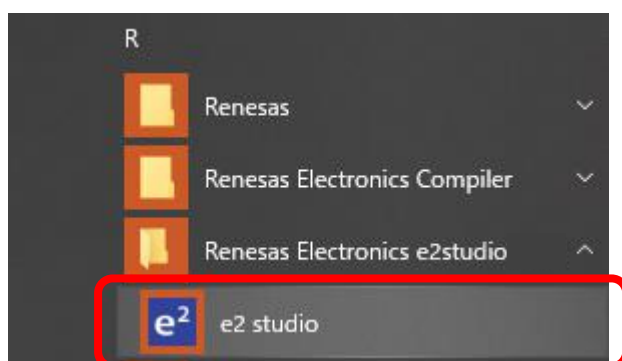 R
Renesas
Renesas Electronics Compiler
Renesas Electronics e2studio
e² e2 studio